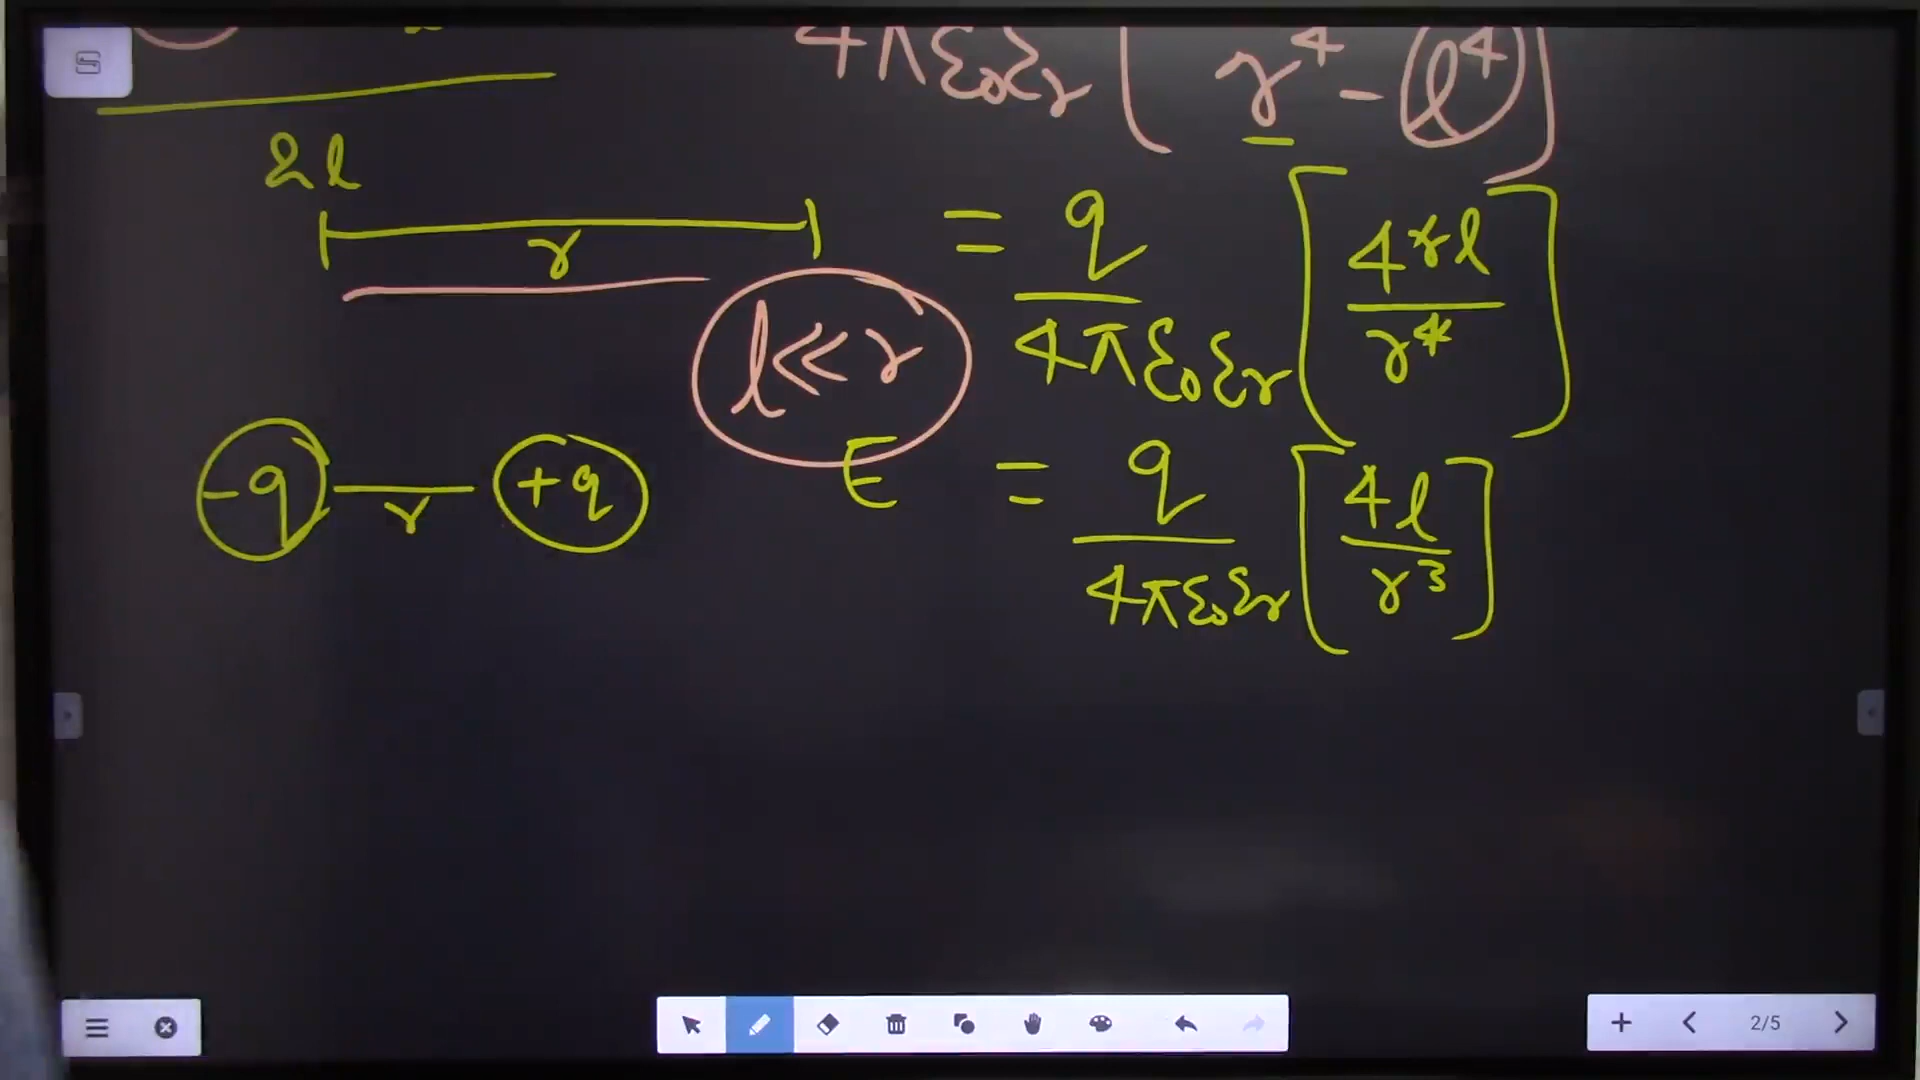 4πε₀εr [ r⁴ - l⁴ ]
2l
r
= q / 4πε₀εr [ 4rl / r⁴ ]
l << r
-q r +q
E = q / 4πε₀εr [ 4l / r³ ]
2/5